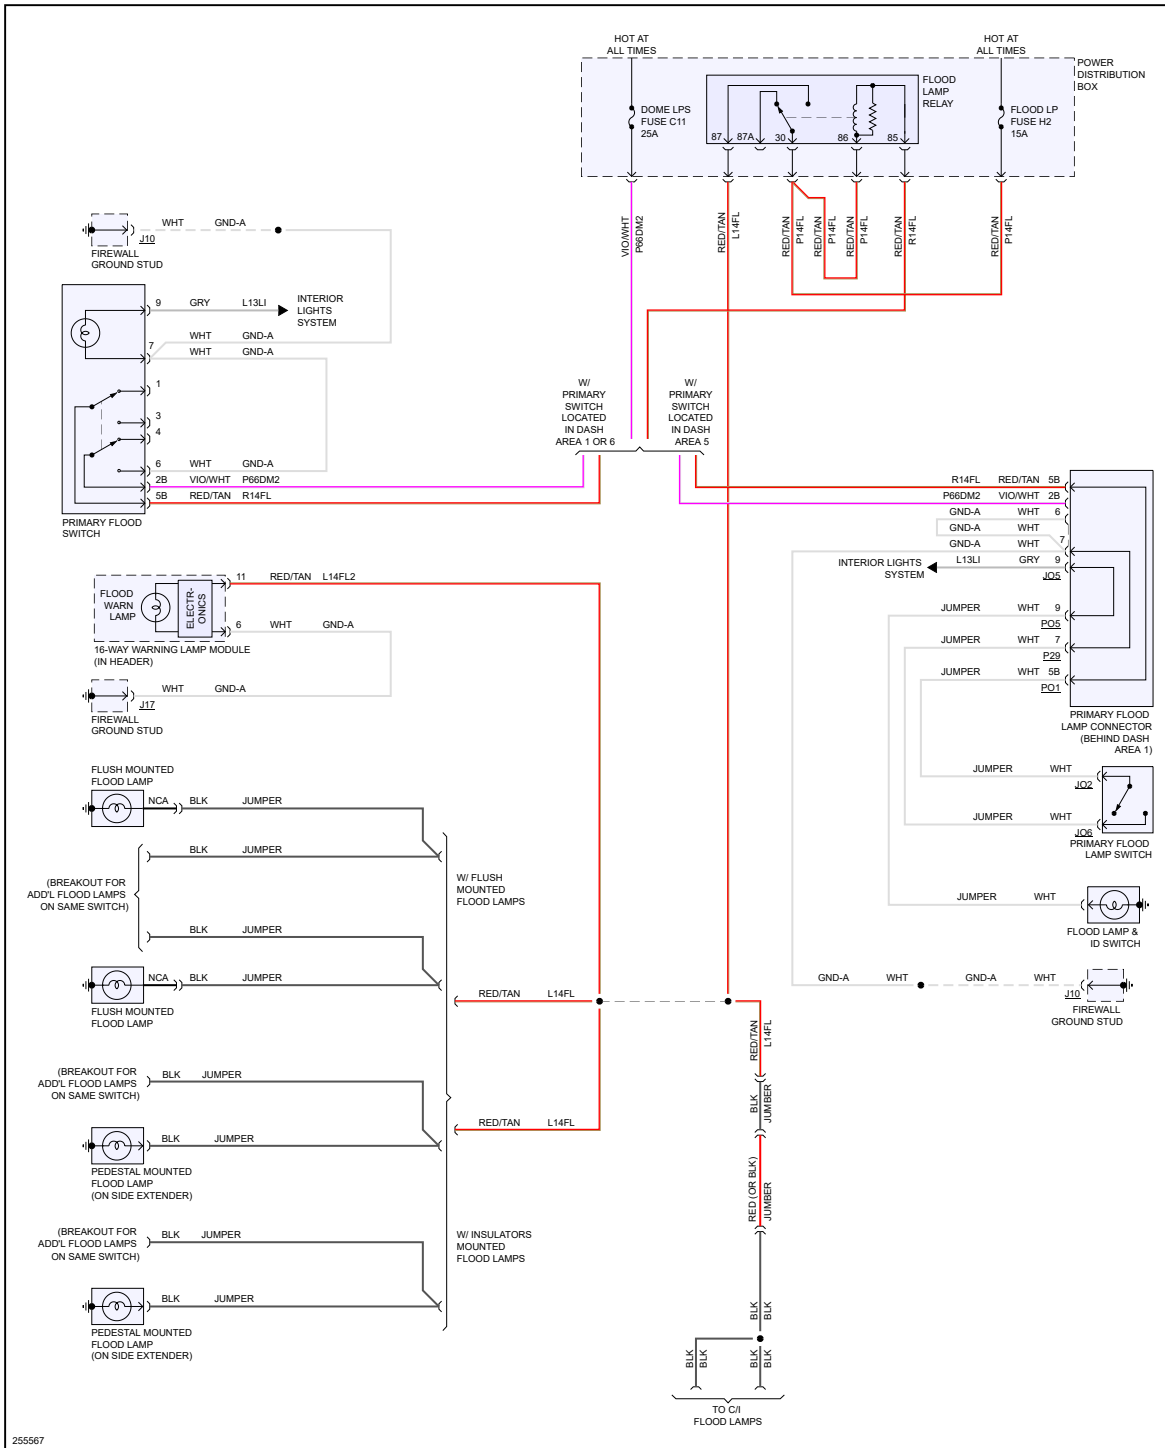 HOT AT
ALL TIMES
HOT AT
ALL TIMES
POWER
DISTRIBUTION
BOX
DOME LPS
FUSE C11
25A
FLOOD
LAMP
RELAY
FLOOD LP
FUSE H2
15A
87
87A
30
86
85
VIO/WHT
P66DM2
RED/TAN
L14FL
RED/TAN
P14FL
RED/TAN
P14FL
RED/TAN
P14FL
RED/TAN
R14FL
RED/TAN
P14FL
WHT GND-A
J10
FIREWALL
GROUND STUD
9 GRY L13LI
INTERIOR
LIGHTS
SYSTEM
WHT GND-A
7
WHT GND-A
1
3
4
6 WHT GND-A
2B VIO/WHT P66DM2
5B RED/TAN R14FL
PRIMARY FLOOD
SWITCH
W/
PRIMARY
SWITCH
LOCATED
IN DASH
AREA 1 OR 6
W/
PRIMARY
SWITCH
LOCATED
IN DASH
AREA 5
R14FL RED/TAN 5B
P66DM2 VIO/WHT 2B
GND-A WHT 6
GND-A WHT
7
GND-A WHT
INTERIOR LIGHTS
SYSTEM
L13LI GRY 9
JO5
JUMPER WHT 9
PO5
JUMPER WHT 7
P29
JUMPER WHT 5B
PO1
PRIMARY FLOOD
LAMP CONNECTOR
(BEHIND DASH
AREA 1)
JUMPER WHT
JO2
JUMPER WHT
JO6
PRIMARY FLOOD
LAMP SWITCH
JUMPER WHT
FLOOD LAMP &
ID SWITCH
GND-A WHT GND-A WHT
J10
FIREWALL
GROUND STUD
FLOOD
WARN
LAMP
ELECTR-
ONICS
11 RED/TAN L14FL2
6 WHT GND-A
16-WAY WARNING LAMP MODULE
(IN HEADER)
WHT GND-A
J17
FIREWALL
GROUND STUD
FLUSH MOUNTED
FLOOD LAMP
NCA BLK JUMPER
BLK JUMPER
(BREAKOUT FOR
ADD'L FLOOD LAMPS
ON SAME SWITCH)
BLK JUMPER
NCA BLK JUMPER
FLUSH MOUNTED
FLOOD LAMP
W/ FLUSH
MOUNTED
FLOOD LAMPS
RED/TAN L14FL
(BREAKOUT FOR
ADD'L FLOOD LAMPS
ON SAME SWITCH)
BLK JUMPER
BLK JUMPER
PEDESTAL MOUNTED
FLOOD LAMP
(ON SIDE EXTENDER)
RED/TAN L14FL
(BREAKOUT FOR
ADD'L FLOOD LAMPS
ON SAME SWITCH)
BLK JUMPER
W/ INSULATORS
MOUNTED
FLOOD LAMPS
BLK JUMPER
PEDESTAL MOUNTED
FLOOD LAMP
(ON SIDE EXTENDER)
RED/TAN
L14FL
BLK
JUMBER
RED (OR BLK)
JUMBER
BLK
BLK
BLK
BLK
BLK
BLK
TO C/I
FLOOD LAMPS
255567